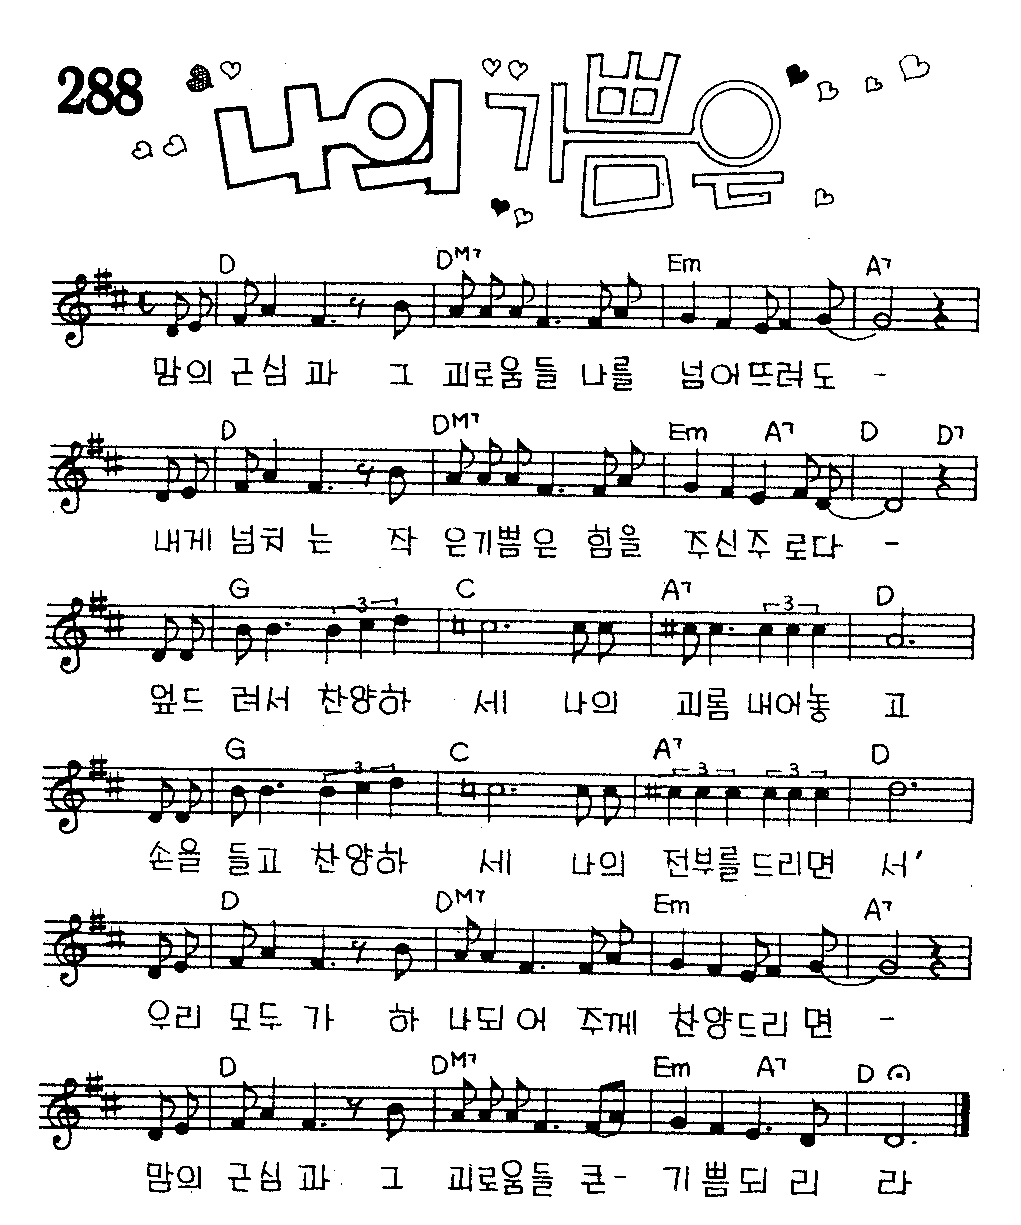 288 나의 기쁨은
D DM7 Em A7
맘의 근심 과 그 괴로움들 나를 넘어뜨려도 -
D DM7 Em A7 D D7
내게 넘쳐 는 작 은기쁨은 힘을 주신주 로다 -
G 3 C A7 3 D
엎드 려서 찬양하 세 나의 괴롬 내어놓 고
G 3 C A7 3 3 D
손을 들고 찬양하 세 나의 전부를드리면 서'
D DM7 Em A7
우리 모두 가 하 나되어 주께 찬양드리면 -
D DM7 Em A7 D
맘의 근심 과 그 괴로움들 큰- 기쁨되리 라